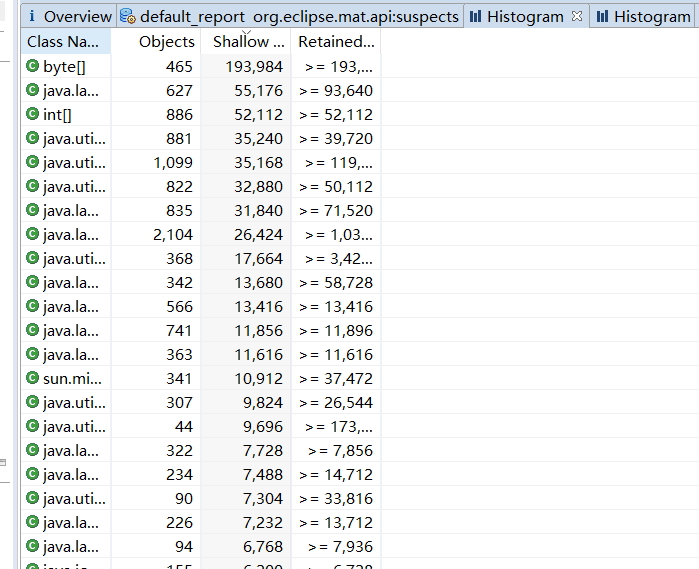 i Overview default_report org.eclipse.mat.api:suspects Histogram Histogram
Class Na... Objects Shallow ... Retained...
byte[] 465 193,984 >= 193,...
java.la... 627 55,176 >= 93,640
int[] 886 52,112 >= 52,112
java.uti... 881 35,240 >= 39,720
java.uti... 1,099 35,168 >= 119,...
java.uti... 822 32,880 >= 50,112
java.la... 835 31,840 >= 71,520
java.la... 2,104 26,424 >= 1,03...
java.uti... 368 17,664 >= 3,42...
java.la... 342 13,680 >= 58,728
java.la... 566 13,416 >= 13,416
java.la... 741 11,856 >= 11,896
java.la... 363 11,616 >= 11,616
sun.mi... 341 10,912 >= 37,472
java.uti... 307 9,824 >= 26,544
java.uti... 44 9,696 >= 173,...
java.la... 322 7,728 >= 7,856
java.la... 234 7,488 >= 14,712
java.uti... 90 7,304 >= 33,816
java.la... 226 7,232 >= 13,712
java.la... 94 6,768 >= 7,936